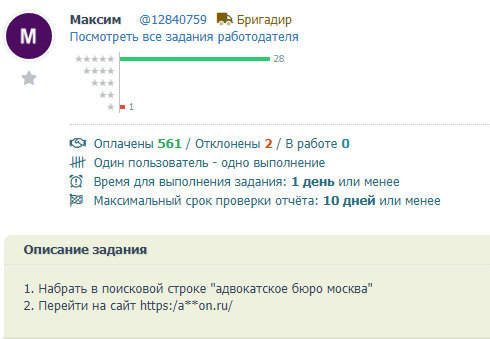 M
Максим @12840759 Бригадир
Посмотреть все задания работодателя
★★★★★ 28
★★★★
★★★
★★
★ 1
Оплачены 561 / Отклонены 2 / В работе 0
Один пользователь - одно выполнение
Время для выполнения задания: 1 день или менее
Максимальный срок проверки отчёта: 10 дней или менее
Описание задания
1. Набрать в поисковой строке "адвокатское бюро москва"
2. Перейти на сайт https:/a**on.ru/